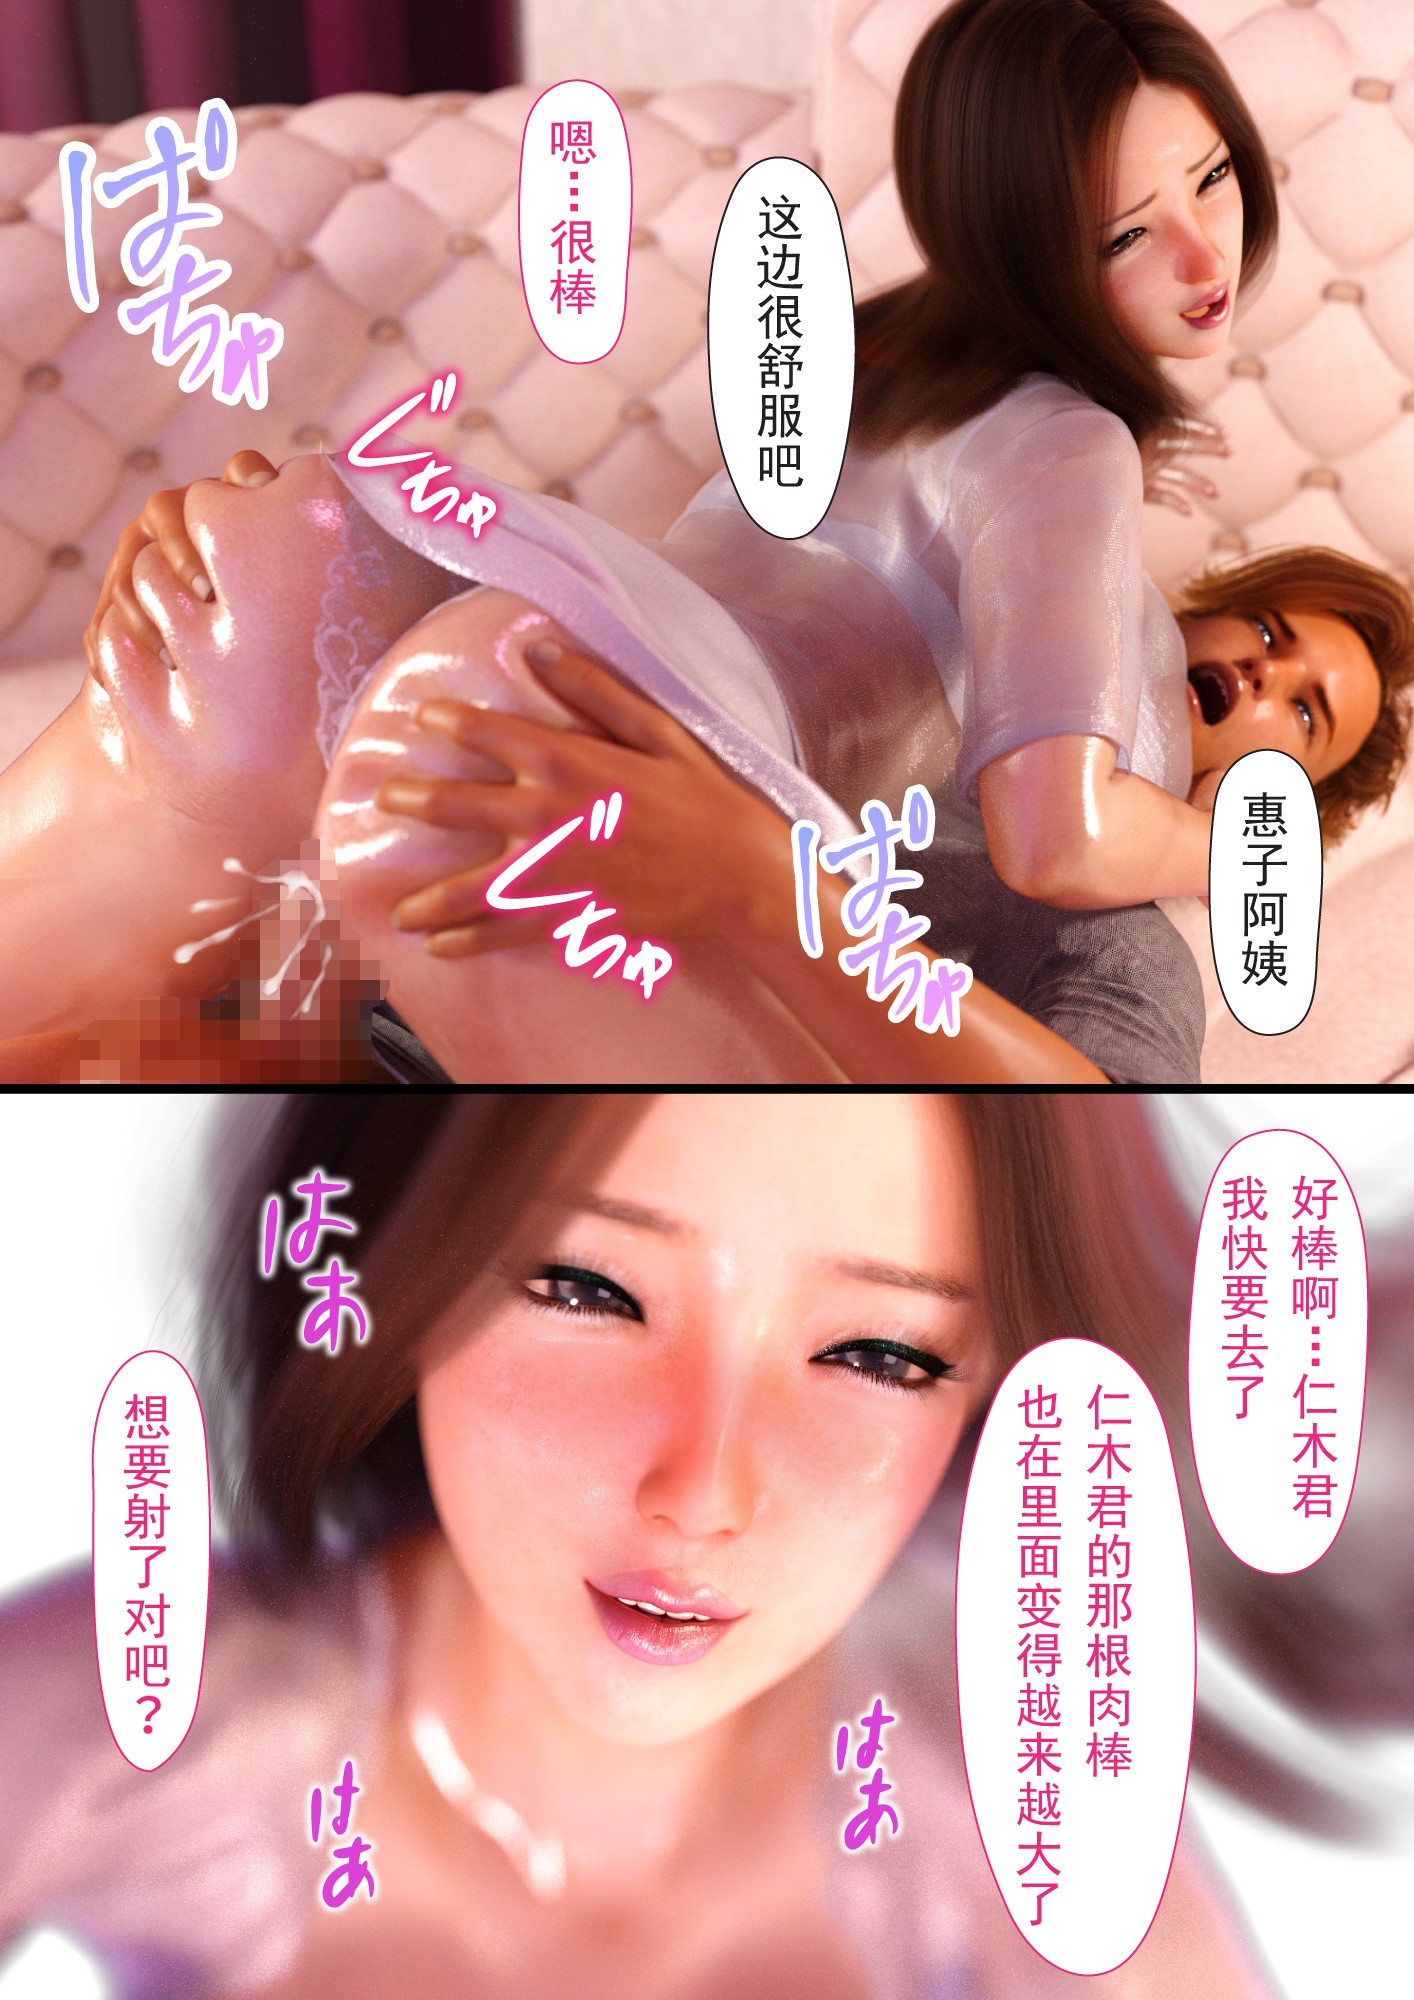 惠子阿姨
这边很舒服吧
嗯…很棒
ばちゅ
ぐちゅ
ぐちゅ
ばちゅ
好棒啊…仁木君
我快要去了
仁木君的那根肉棒
也在里面变得越来越大了
想要射了对吧？
はぁ
はぁ
はぁ